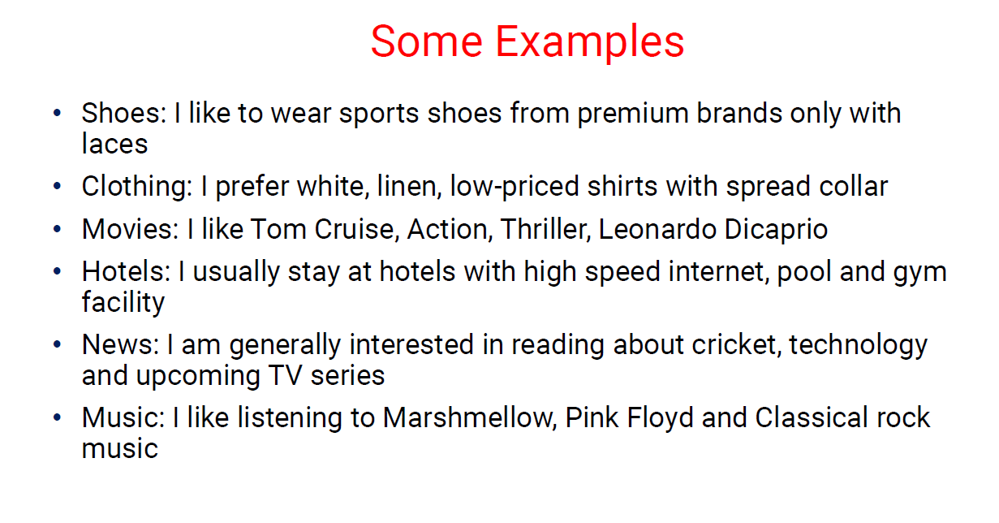 Some Examples
• Shoes: I like to wear sports shoes from premium brands only with
laces
• Clothing: I prefer white, linen, low-priced shirts with spread collar
• Movies: I like Tom Cruise, Action, Thriller, Leonardo Dicaprio
• Hotels: I usually stay at hotels with high speed internet, pool and gym
facility
• News: I am generally interested in reading about cricket, technology
and upcoming TV series
• Music: I like listening to Marshmellow, Pink Floyd and Classical rock
music